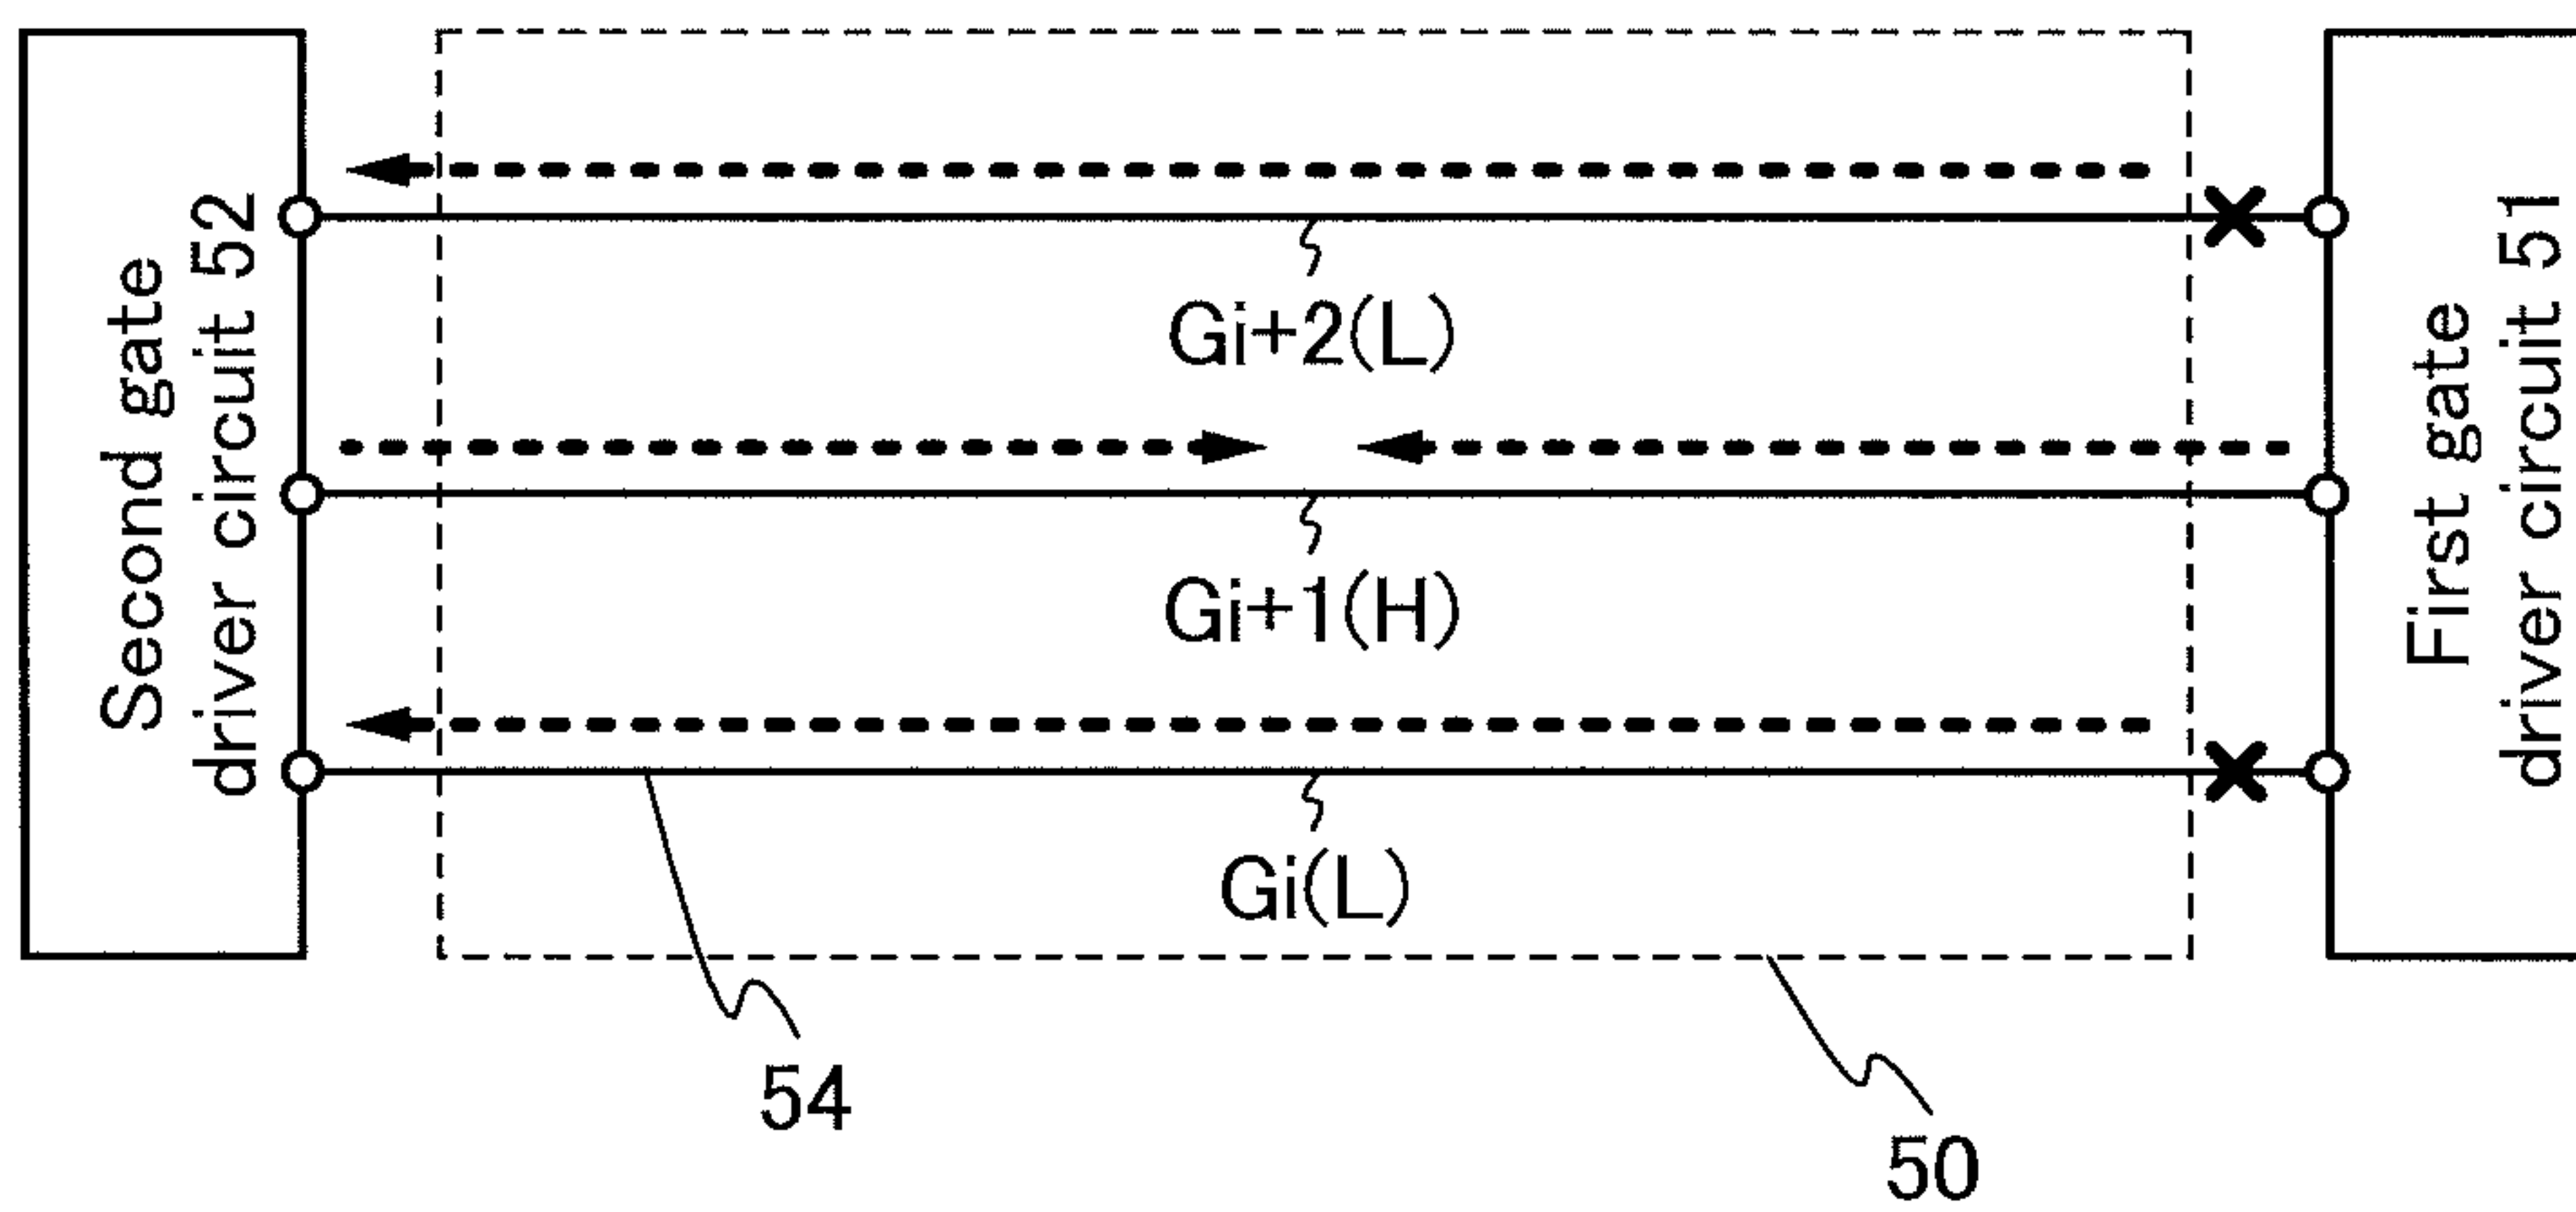 Second gate
driver circuit 52
Gi+2(L)
Gi+1(H)
Gi(L)
First gate
driver circuit 51
54
50